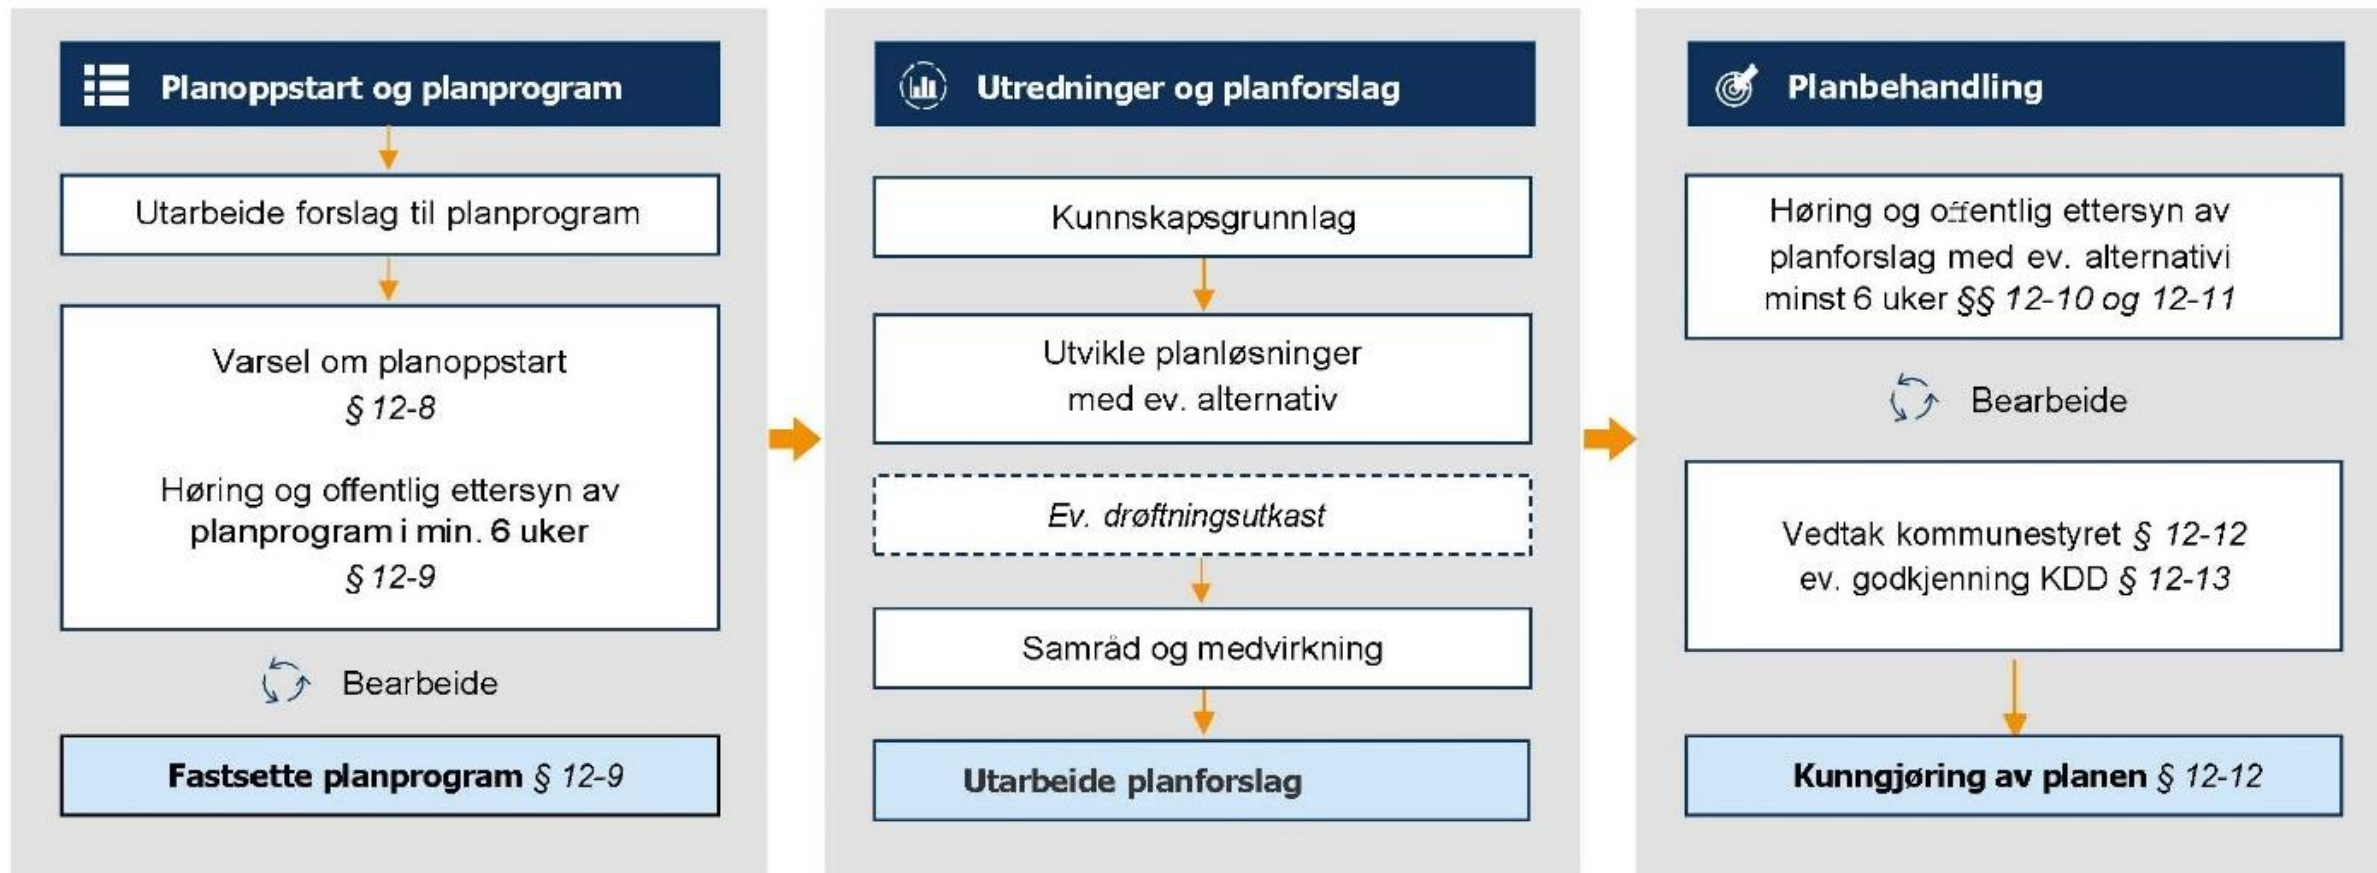 Planoppstart og planprogram
Utarbeide forslag til planprogram
Varsel om planoppstart
§ 12-8
Høring og offentlig ettersyn av
planprogram i min. 6 uker
§ 12-9
Bearbeide
Fastsette planprogram § 12-9
Utredninger og planforslag
Kunnskapsgrunnlag
Utvikle planløsninger
med ev. alternativ
Ev. drøftningsutkast
Samråd og medvirkning
Utarbeide planforslag
Planbehandling
Høring og offentlig ettersyn av
planforslag med ev. alternativi
minst 6 uker §§ 12-10 og 12-11
Bearbeide
Vedtak kommunestyret § 12-12
ev. godkjenning KDD § 12-13
Kunngjøring av planen § 12-12